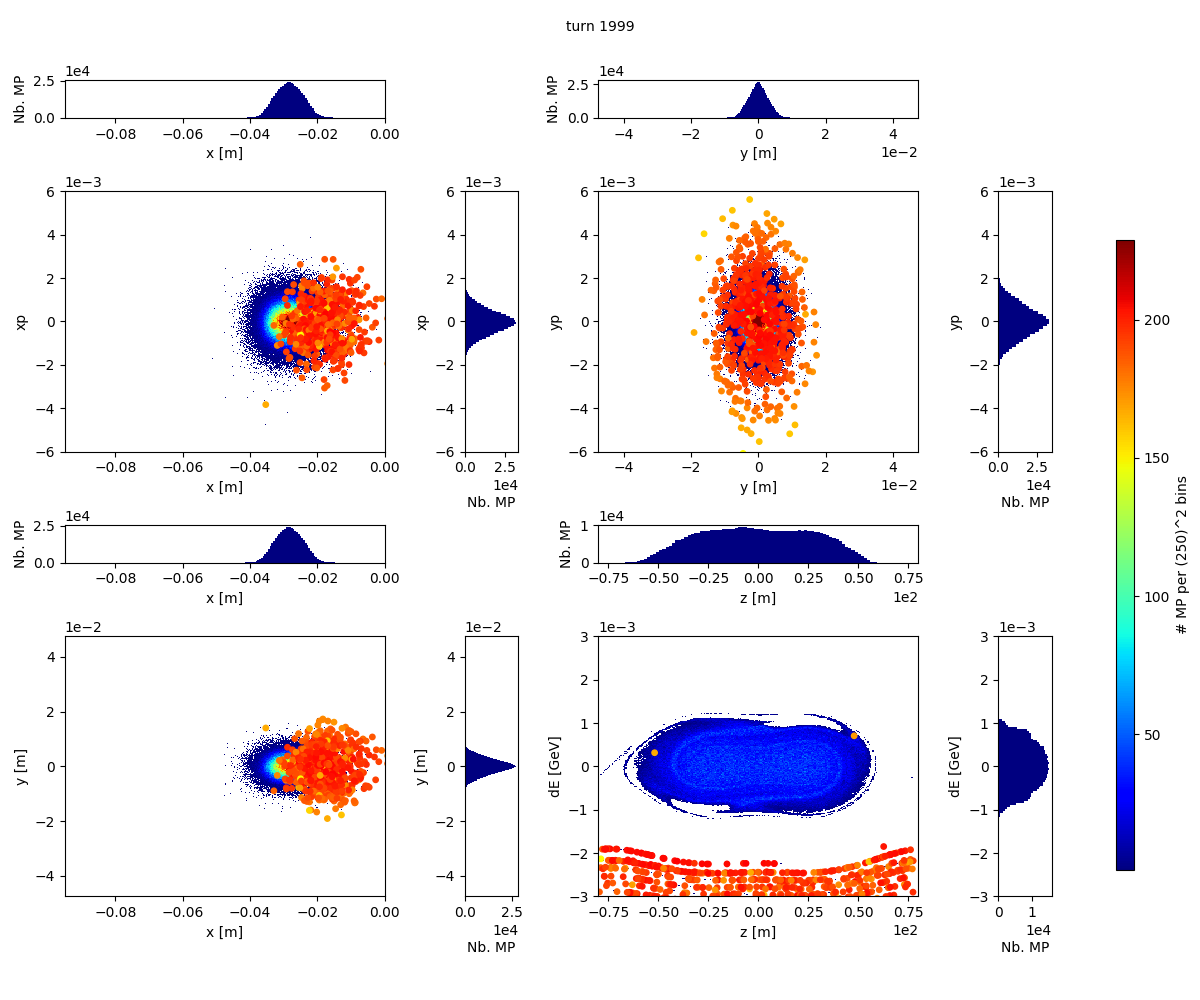 turn 1999
1e4
1e4
Nb. MP
2.5
0.0
Nb. MP
2.5
0.0
−0.08 −0.06 −0.04 −0.02 0.00
x [m]
−4 −2 0 2 4
y [m]
1e−2
1e−3
1e−3
1e−3
1e−3
xp
6
4
2
0
−2
−4
−6
−0.08 −0.06 −0.04 −0.02 0.00
x [m]
xp
6
4
2
0
−2
−4
−6
0.0 2.5
1e4
Nb. MP
yp
6
4
2
0
−2
−4
−6
−4 −2 0 2 4
y [m]
1e−2
yp
6
4
2
0
−2
−4
−6
0.0 2.5
1e4
Nb. MP
1e4
1e4
Nb. MP
2.5
0.0
−0.08 −0.06 −0.04 −0.02 0.00
x [m]
Nb. MP
1
0
−0.75 −0.50 −0.25 0.00 0.25 0.50 0.75
z [m]
1e2
1e−2
1e−2
1e−3
1e−3
y [m]
4
2
0
−2
−4
−0.08 −0.06 −0.04 −0.02 0.00
x [m]
y [m]
4
2
0
−2
−4
0.0 2.5
1e4
Nb. MP
dE [GeV]
3
2
1
0
−1
−2
−3
−0.75 −0.50 −0.25 0.00 0.25 0.50 0.75
z [m]
1e2
dE [GeV]
3
2
1
0
−1
−2
−3
0 1
1e4
Nb. MP
200
150
100
50
# MP per (250)^2 bins